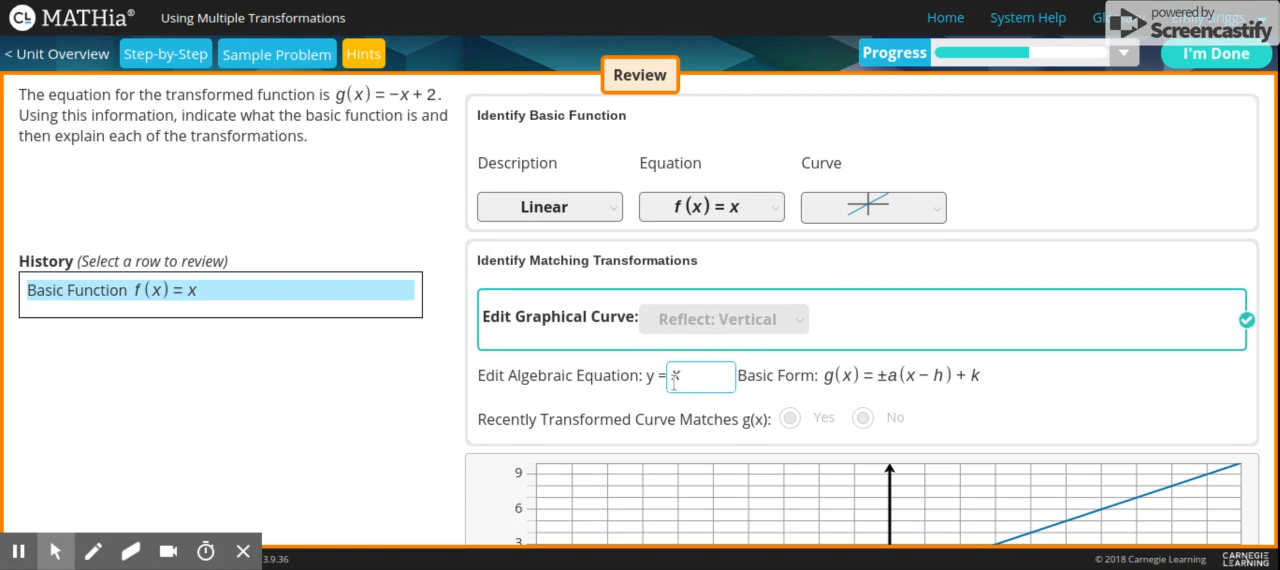 CL MATHia® Using Multiple Transformations Home System Help
powered by
Screencastify
< Unit Overview Step-by-Step Sample Problem Hints Progress I'm Done
Review
The equation for the transformed function is g(x) = −x + 2.
Using this information, indicate what the basic function is and
then explain each of the transformations.
History (Select a row to review)
Basic Function f (x) = x
Identify Basic Function
Description Equation Curve
Linear f (x) = x
Identify Matching Transformations
Edit Graphical Curve: Reflect: Vertical
Edit Algebraic Equation: y = x Basic Form: g(x) = ±a(x − h) + k
Recently Transformed Curve Matches g(x): Yes No
9
6
3
3.9.36
© 2018 Carnegie Learning CARNEGIE
LEARNING